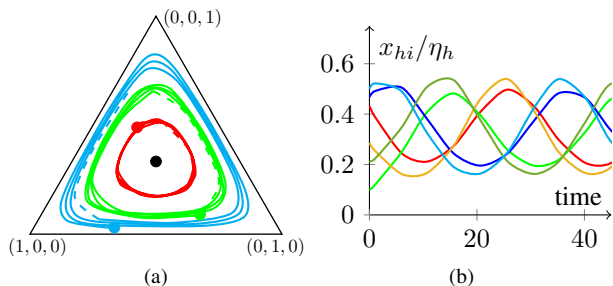 (0, 0, 1)
(1, 0, 0)
(0, 1, 0)
(a)
x_{hi}/η_h
0.6
0.4
0.2
0
time
0
20
40
(b)